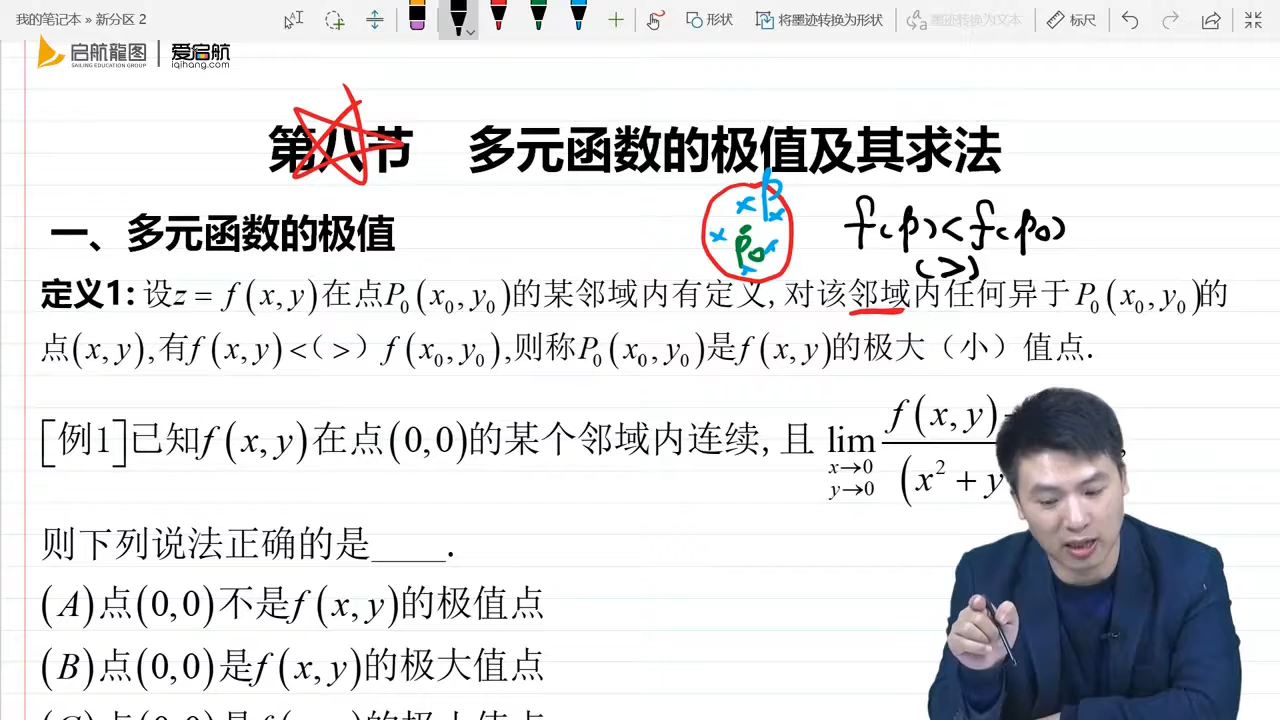 我的笔记本 > 新分区 2
形状 将墨迹转换为形状 墨迹转换为文本 标尺
启航龍图 爱启航
SAILING EDUCATION GROUP iqihang.com
第八节 多元函数的极值及其求法
P
P₀
f(P)<f(P₀)
(>)
一、多元函数的极值
定义1: 设z = f(x, y)在点P₀(x₀, y₀)的某邻域内有定义, 对该邻域内任何异于P₀(x₀, y₀)的
点(x, y), 有f(x, y) <(>) f(x₀, y₀), 则称P₀(x₀, y₀)是f(x, y)的极大(小)值点.
[例1]已知f(x, y)在点(0,0)的某个邻域内连续, 且 lim x→0 y→0 f(x, y) (x² + y
则下列说法正确的是____.
(A)点(0,0)不是f(x, y)的极值点
(B)点(0,0)是f(x, y)的极大值点